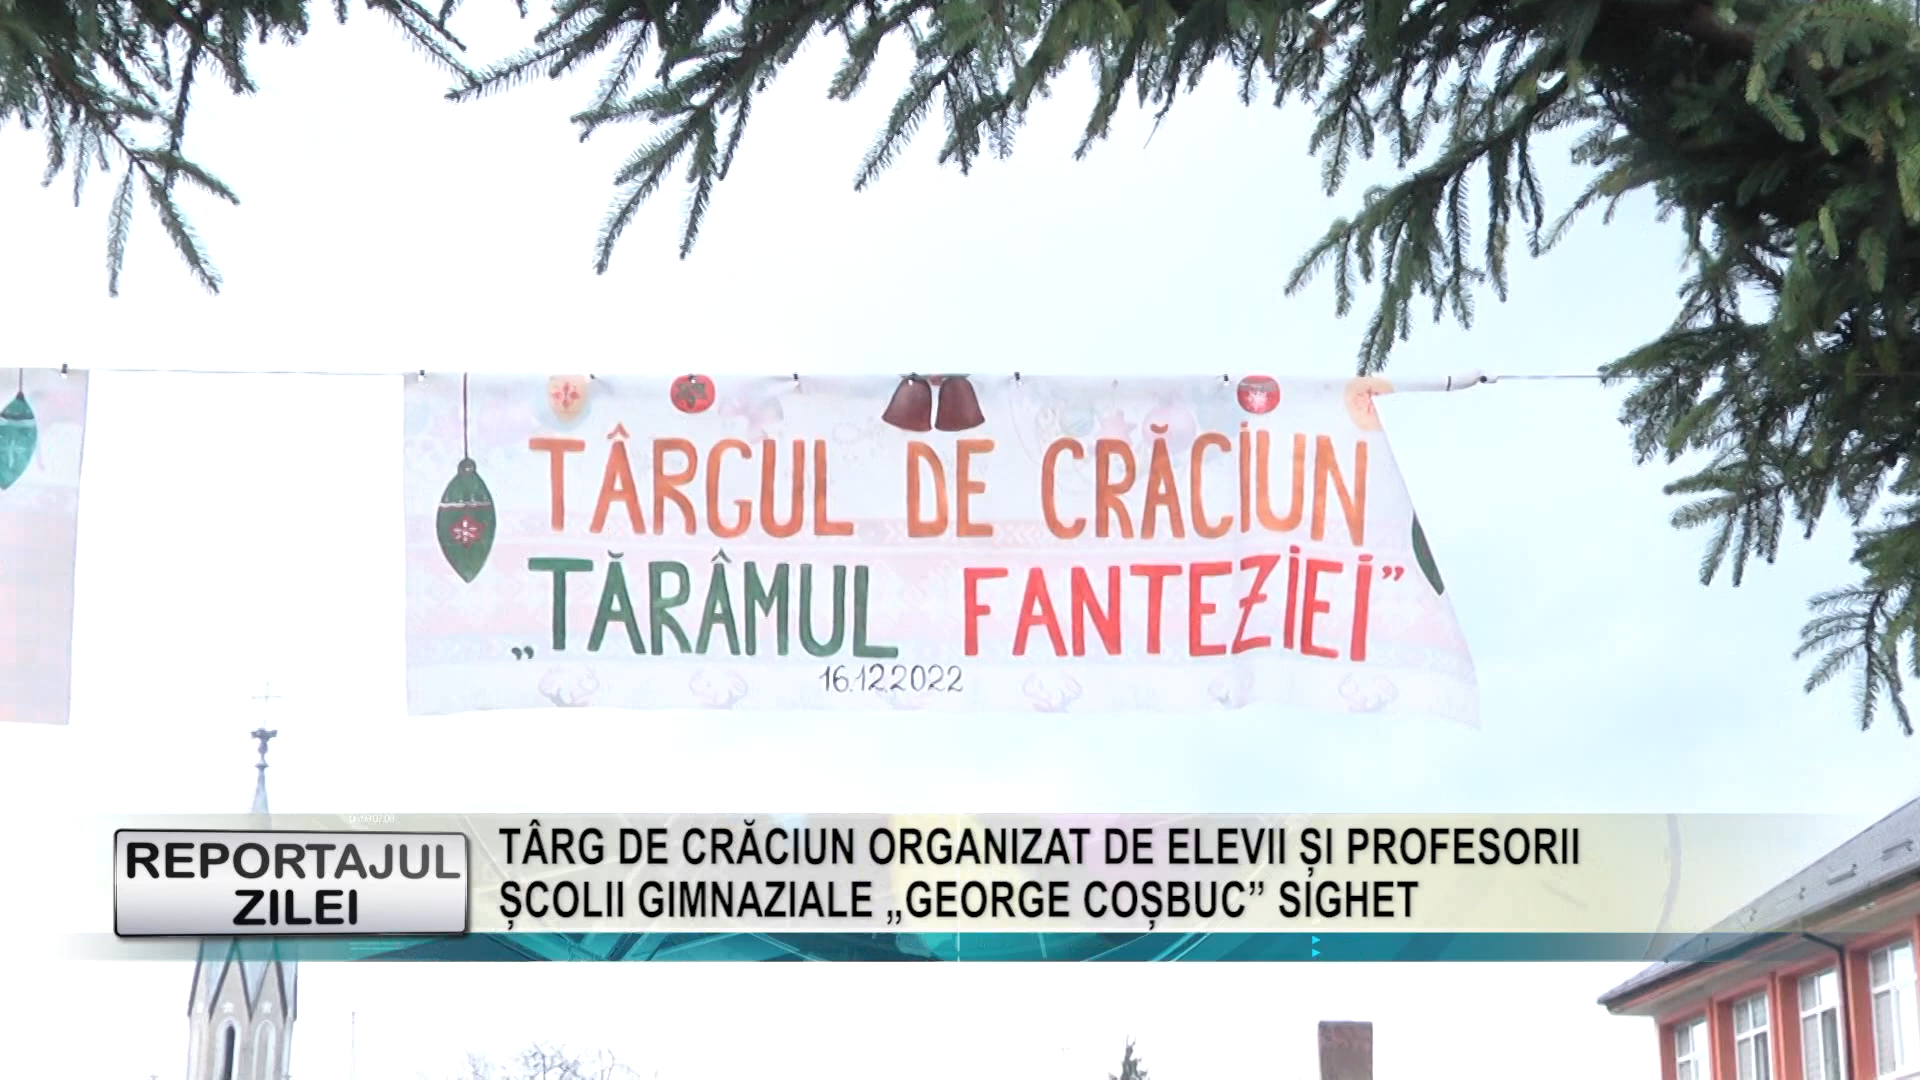 TÂRGUL DE CRĂCIUN
„TĂRÂMUL FANTEZIEI”
16.12.2022
REPORTAJUL
ZILEI
TÂRG DE CRĂCIUN ORGANIZAT DE ELEVII ȘI PROFESORII
ȘCOLII GIMNAZIALE „GEORGE COȘBUC” SIGHET